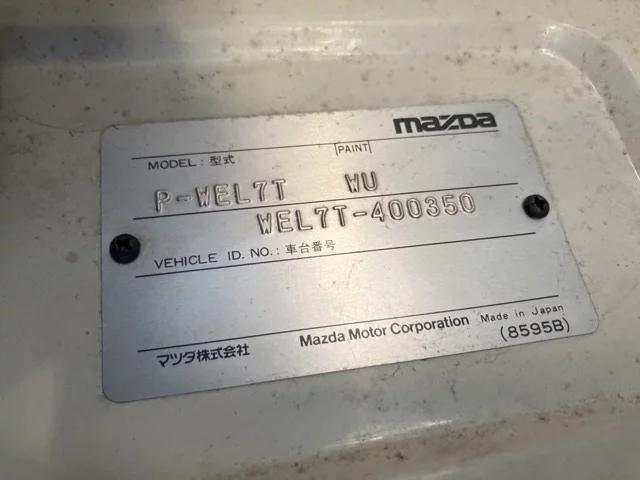 mazda
MODEL: 型式 PAINT
P-WEL7T WU
WEL7T-400350
VEHICLE ID. NO.: 車台番号
マツダ株式会社 Mazda Motor Corporation Made in Japan
(8595B)